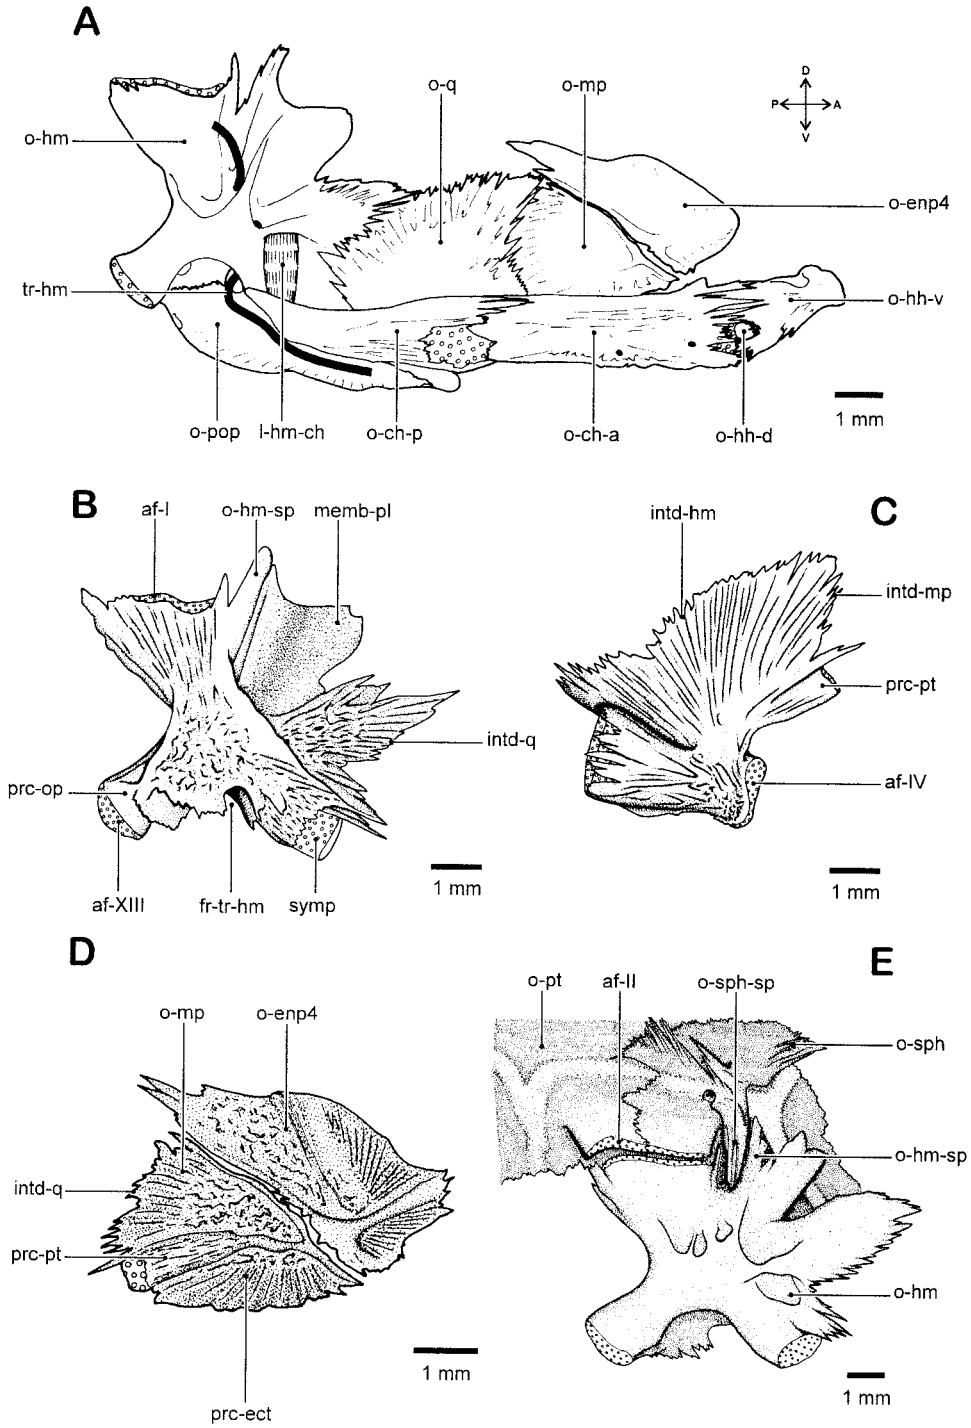 A
o-q
o-mp
D
P
A
V
o-hm
o-enp4
tr-hm
o-hh-v
1 mm
o-pop
l-hm-ch
o-ch-p
o-ch-a
o-hh-d
B
af-I
o-hm-sp
memb-pl
intd-q
prc-op
1 mm
af-XIII
fr-tr-hm
symp
C
intd-hm
intd-mp
prc-pt
af-IV
1 mm
D
o-mp
o-enp4
intd-q
prc-pt
1 mm
prc-ect
E
o-pt
af-II
o-sph-sp
o-sph
o-hm-sp
o-hm
1 mm